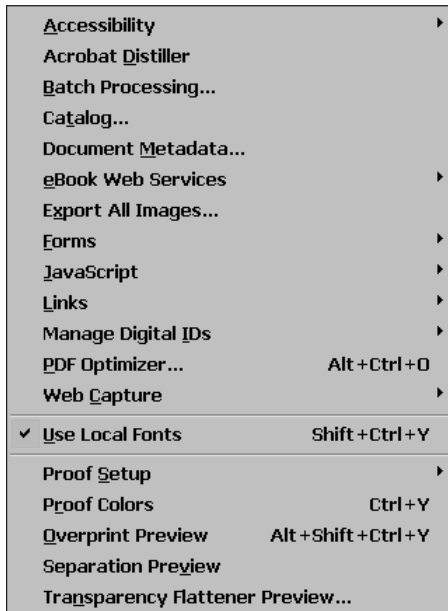 Accessibility
Acrobat Distiller
Batch Processing...
Catalog...
Document Metadata...
eBook Web Services
Export All Images...
Forms
JavaScript
Links
Manage Digital IDs
PDF Optimizer... Alt+Ctrl+O
Web Capture
Use Local Fonts Shift+Ctrl+Y
Proof Setup
Proof Colors Ctrl+Y
Overprint Preview Alt+Shift+Ctrl+Y
Separation Preview
Transparency Flattener Preview...